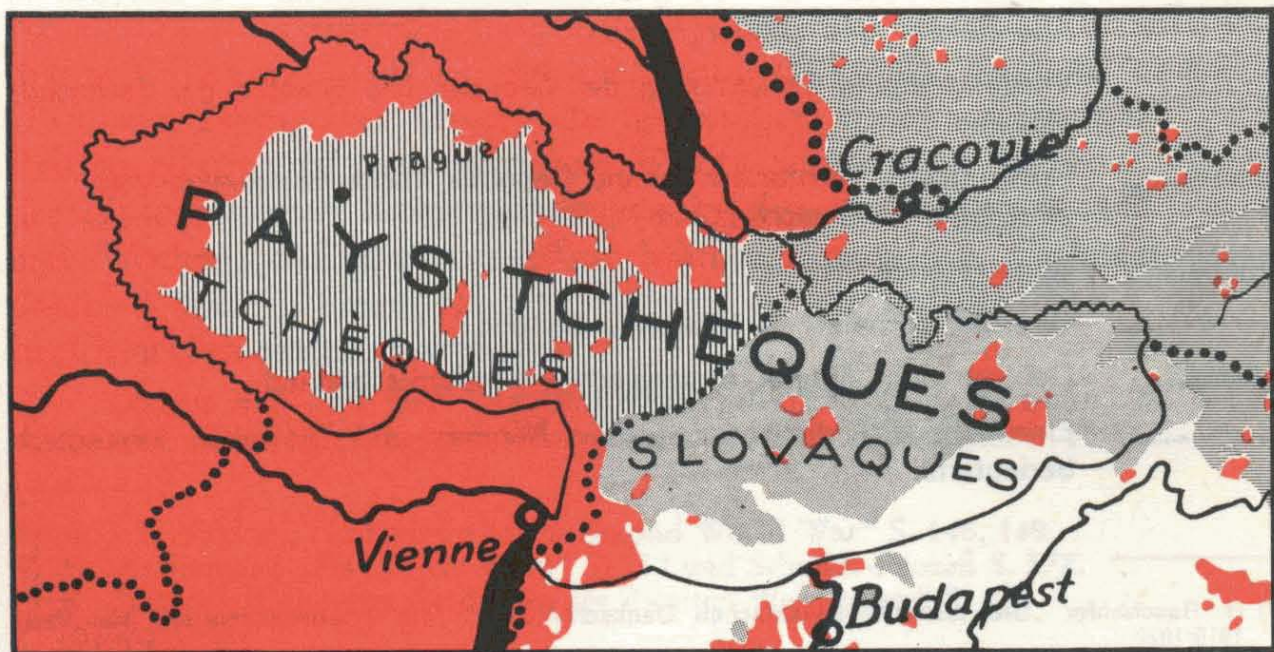 Cracovie
Prague
PAYS TCHÈQUES
TCHÈQUES
SLOVAQUES
Vienne
Budapest